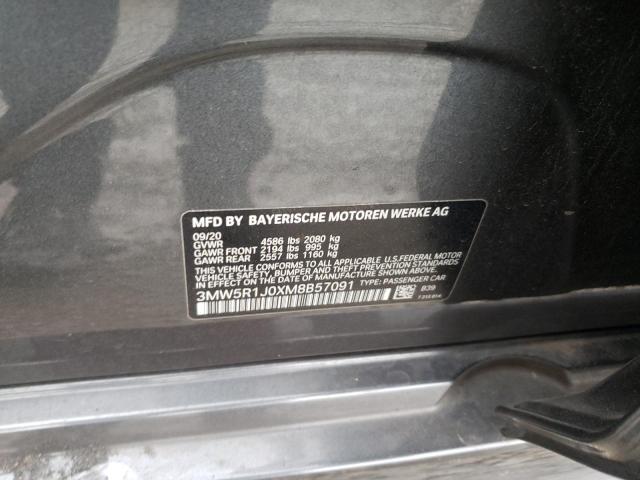 MFD BY BAYERISCHE MOTOREN WERKE AG
09/20
GVWR 4586 lbs 2080 kg
GAWR FRONT 2194 lbs 995 kg
GAWR REAR 2557 lbs 1160 kg
THIS VEHICLE CONFORMS TO ALL APPLICABLE U.S.FEDERAL MOTOR
VEHICLE SAFETY, BUMPER, AND THEFT PREVENTION STANDARDS
IN EFFECT ON THE DATE OF MANUFACTURE SHOWN ABOVE.
3MW5R1J0XM8B57091 TYPE: PASSENGER CAR
B39